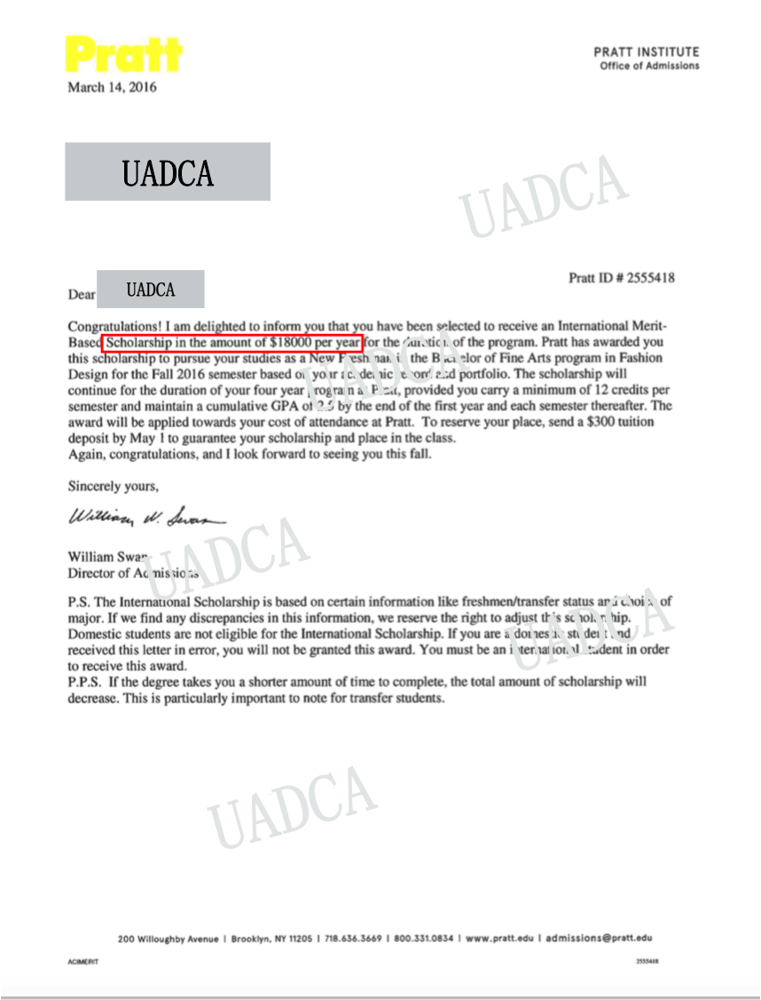 Pratt
PRATT INSTITUTE
Office of Admissions
March 14, 2016
UADCA
UADCA
Pratt ID # 2555418
Dear UADCA
Congratulations! I am delighted to inform you that you have been selected to receive an International Merit-
Based Scholarship in the amount of $18000 per year for the duration of the program. Pratt has awarded you
this scholarship to pursue your studies as a New Freshman in the Bachelor of Fine Arts program in Fashion
UADCA
Design for the Fall 2016 semester based on your academic record and portfolio. The scholarship will
continue for the duration of your four year program at Pratt, provided you carry a minimum of 12 credits per
semester and maintain a cumulative GPA of by the end of the first year and each semester thereafter. The
award will be applied towards your cost of attendance at Pratt. To reserve your place, send a $300 tuition
deposit by May 1 to guarantee your scholarship and place in the class.
Again, congratulations, and I look forward to seeing you this fall.
Sincerely yours,
William N. Swan
William Swan
UADCA
Director of Admissions
P.S. The International Scholarship is based on certain information like freshmen/transfer status and choice of
major. If we find any discrepancies in this information, we reserve the right to adjust this scholarship.
UADCA
Domestic students are not eligible for the International Scholarship. If you are a domestic student and
received this letter in error, you will not be granted this award. You must be an international student in order
to receive this award.
P.P.S. If the degree takes you a shorter amount of time to complete, the total amount of scholarship will
decrease. This is particularly important to note for transfer students.
UADCA
200 Willoughby Avenue | Brooklyn, NY 11205 | 718.636.3669 | 800.331.0834 | www.pratt.edu | admissions@pratt.edu
ACIMERIT
2555418